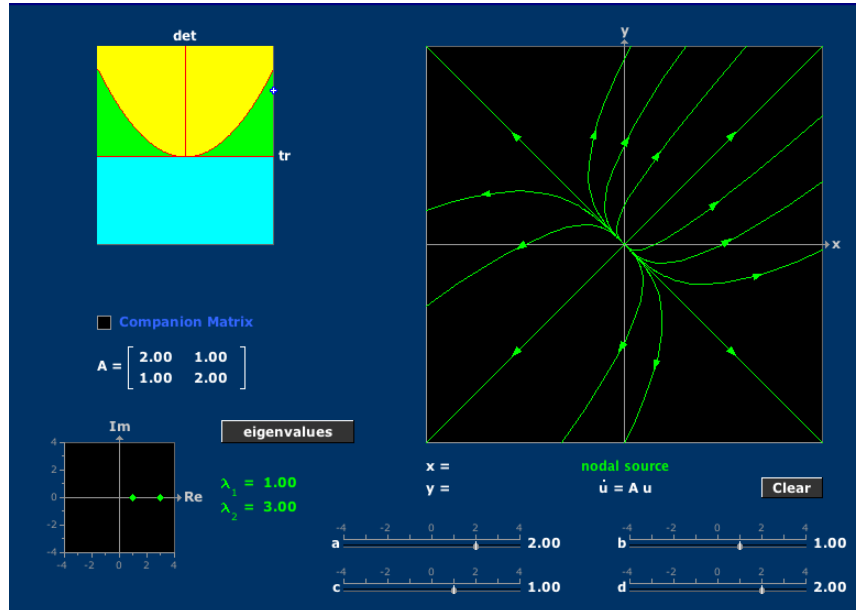 det
tr
y
x
Companion Matrix
A = [ 2.00 1.00
1.00 2.00 ]
Im
4
2
0
-2
-4
Re
-4 -2 0 2 4
eigenvalues
λ1 = 1.00
λ2 = 3.00
x = nodal source
y = u̇ = A u Clear
-4 -2 0 2 4
a 2.00
-4 -2 0 2 4
b 1.00
-4 -2 0 2 4
c 1.00
-4 -2 0 2 4
d 2.00